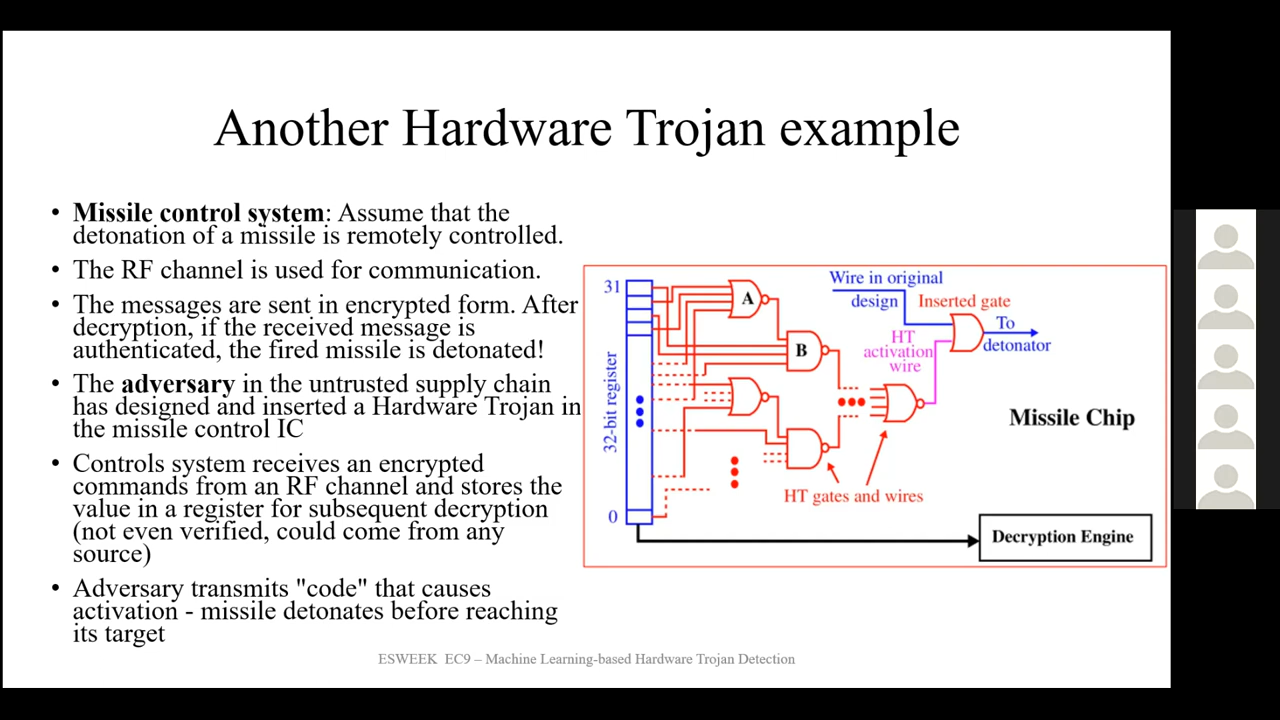 Another Hardware Trojan example
• Missile control system: Assume that the
detonation of a missile is remotely controlled.
• The RF channel is used for communication.
• The messages are sent in encrypted form. After
decryption, if the received message is
authenticated, the fired missile is detonated!
• The adversary in the untrusted supply chain
has designed and inserted a Hardware Trojan in
the missile control IC
• Controls system receives an encrypted
commands from an RF channel and stores the
value in a register for subsequent decryption
(not even verified, could come from any
source)
• Adversary transmits "code" that causes
activation - missile detonates before reaching
its target
31
32-bit register
0
A
B
Wire in original
design
Inserted gate
HT
activation
wire
To
detonator
Missile Chip
HT gates and wires
Decryption Engine
ESWEEK EC9 – Machine Learning-based Hardware Trojan Detection